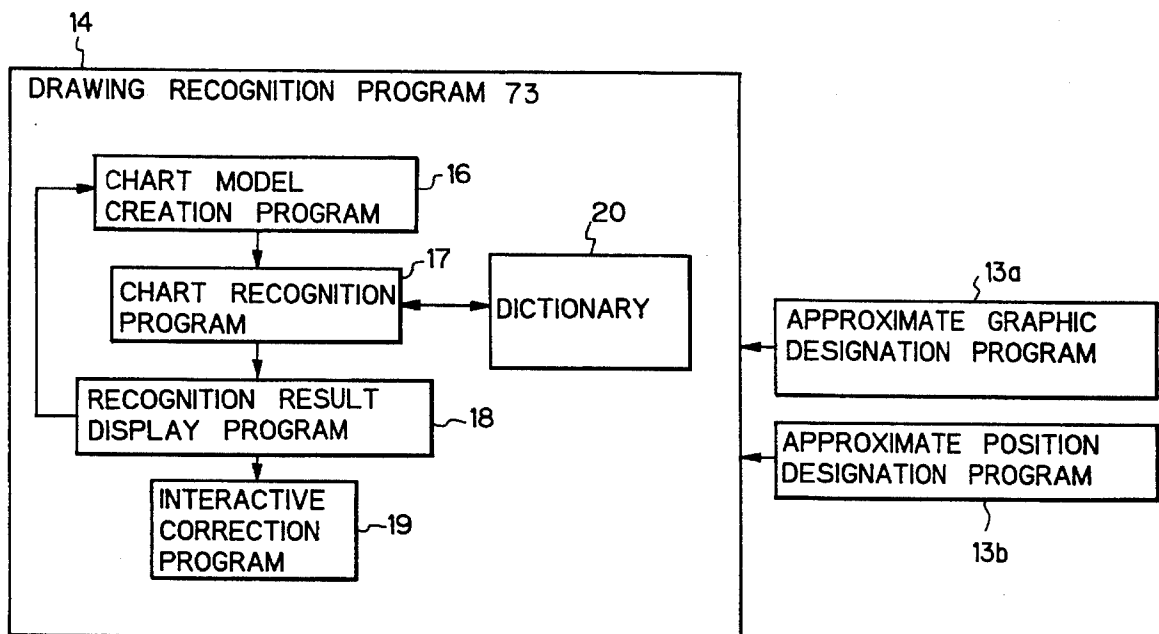 14
DRAWING RECOGNITION PROGRAM 73
CHART MODEL
CREATION PROGRAM
16
17
CHART RECOGNITION
PROGRAM
20
DICTIONARY
RECOGNITION RESULT
DISPLAY PROGRAM
18
INTERACTIVE
CORRECTION
PROGRAM
19
13a
APPROXIMATE GRAPHIC
DESIGNATION PROGRAM
APPROXIMATE POSITION
DESIGNATION PROGRAM
13b